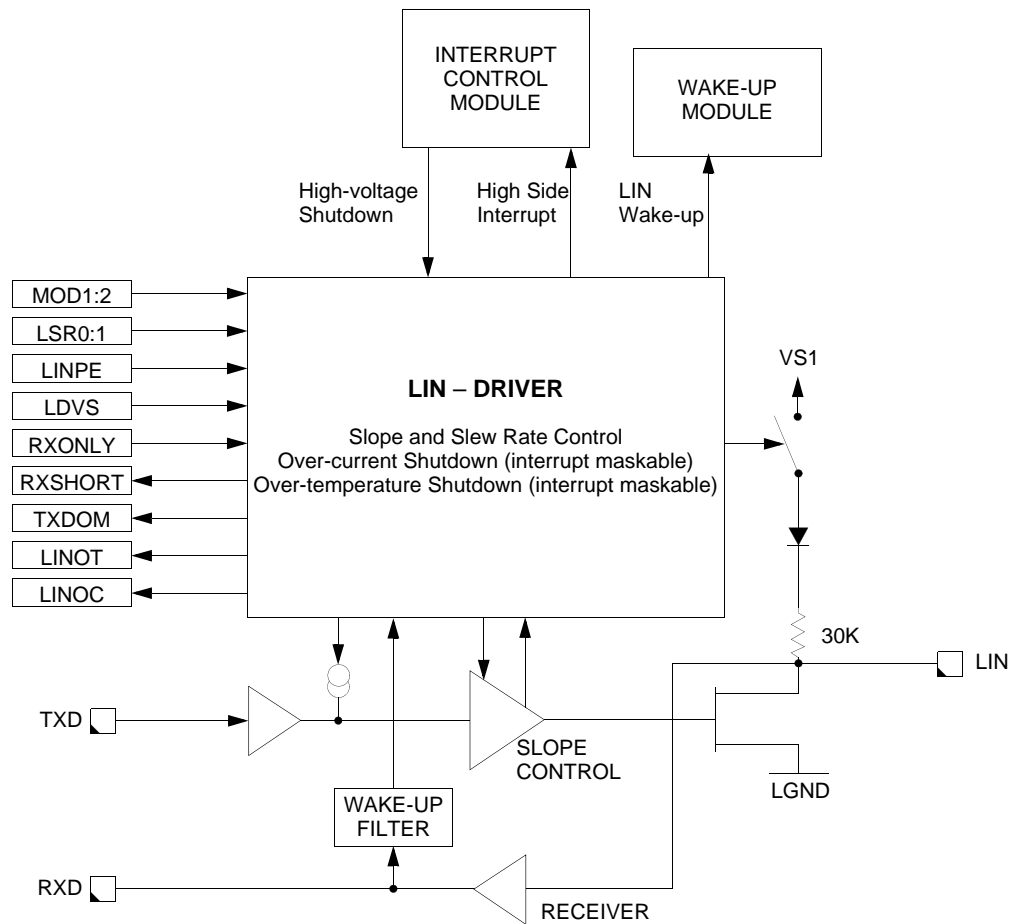 INTERRUPT
CONTROL
MODULE
WAKE-UP
MODULE
High-voltage
Shutdown
High Side
Interrupt
LIN
Wake-up
MOD1:2
LSR0:1
LINPE
LDVS
RXONLY
RXSHORT
TXDOM
LINOT
LINOC
LIN – DRIVER
Slope and Slew Rate Control
Over-current Shutdown (interrupt maskable)
Over-temperature Shutdown (interrupt maskable)
VS1
30K
LIN
TXD
SLOPE
CONTROL
LGND
WAKE-UP
FILTER
RXD
RECEIVER